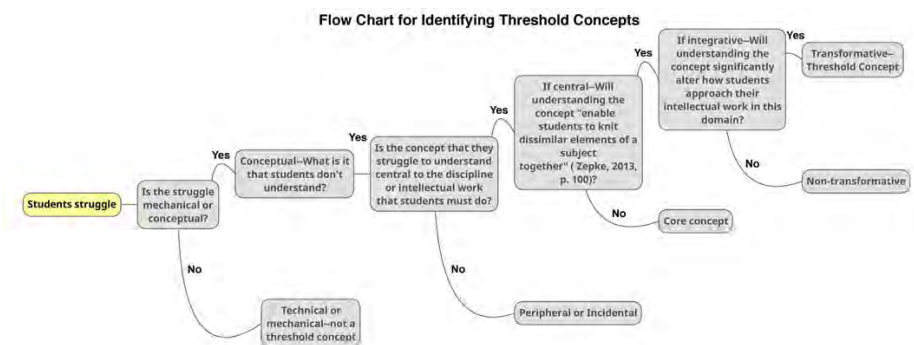 Flow Chart for Identifying Threshold Concepts
Students struggle
Is the struggle
mechanical or
conceptual?
Yes
Conceptual--What is it
that students don't
understand?
No
Technical or
mechanical--not a
threshold concept
Yes
Is the concept that they
struggle to understand
central to the discipline
or intellectual work
that students must do?
No
Peripheral or Incidental
Yes
If central--Will
understanding the
concept "enable
students to knit
dissimilar elements of a
subject
together" ( Zepke, 2013,
p. 100)?
No
Core concept
Yes
If integrative--Will
understanding the
concept significantly
alter how students
approach their
intellectual work in this
domain?
Yes
Transformative--
Threshold Concept
No
Non-transformative